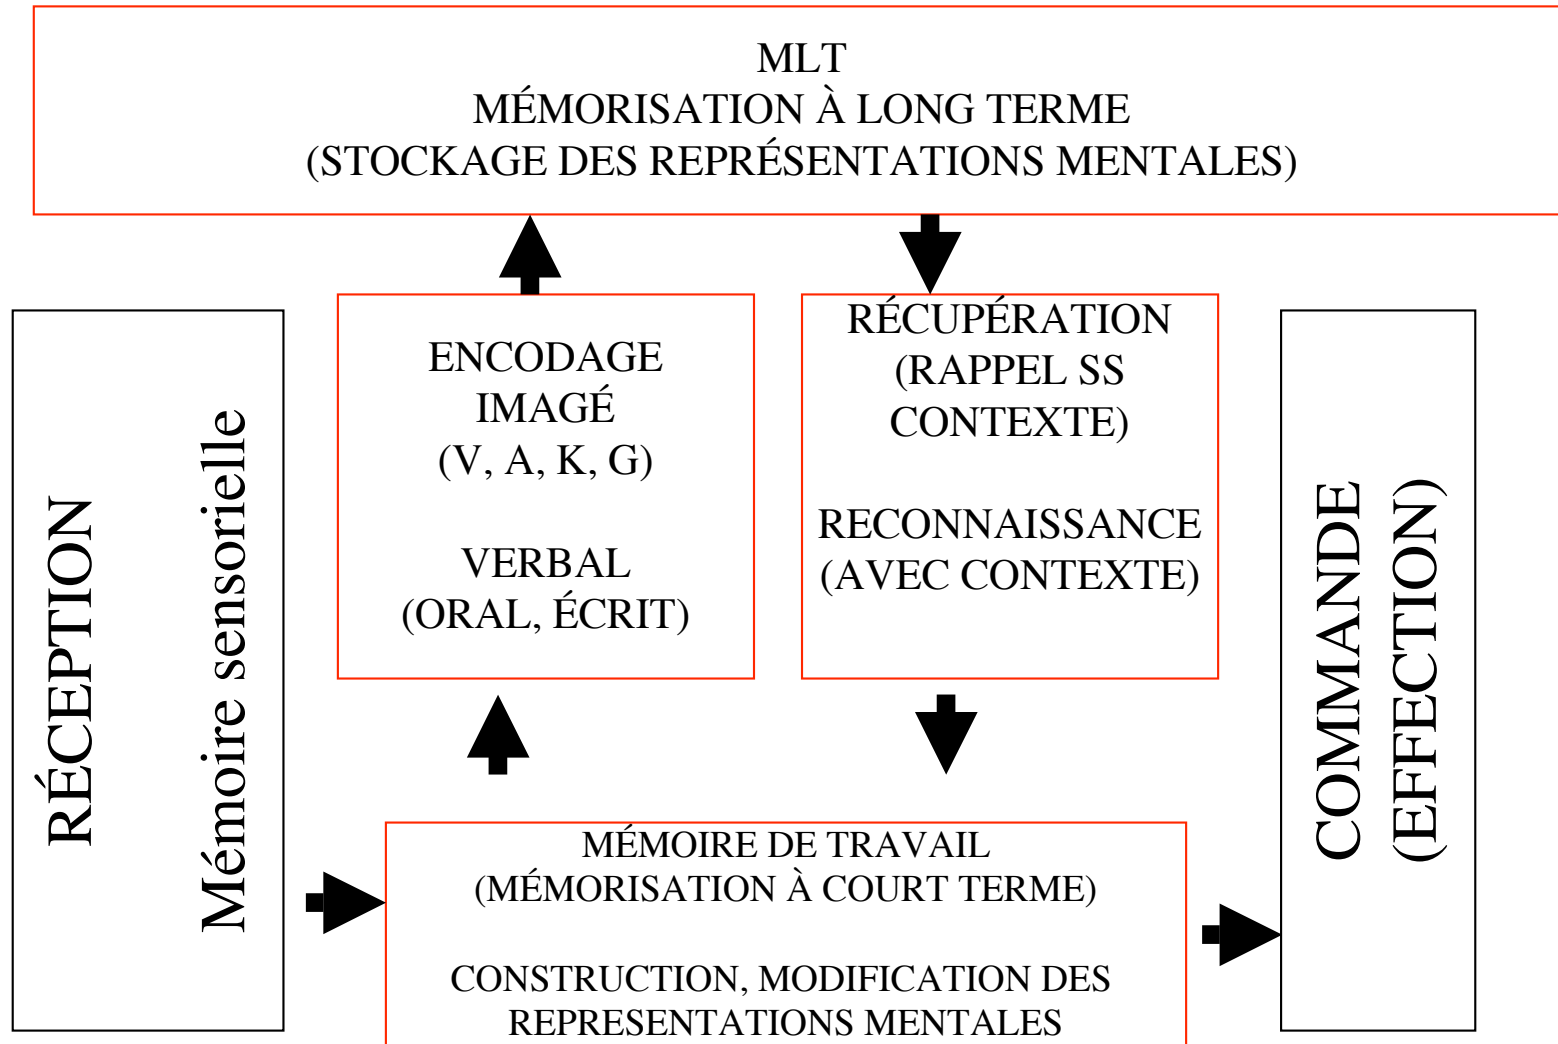 MLT
MÉMORISATION À LONG TERME
(STOCKAGE DES REPRÉSENTATIONS MENTALES)
RÉCEPTION
Mémoire sensorielle
ENCODAGE
IMAGÉ
(V, A, K, G)
VERBAL
(ORAL, ÉCRIT)
RÉCUPÉRATION
(RAPPEL SS
CONTEXTE)
RECONNAISSANCE
(AVEC CONTEXTE)
MÉMOIRE DE TRAVAIL
(MÉMORISATION À COURT TERME)
CONSTRUCTION, MODIFICATION DES
REPRESENTATIONS MENTALES
COMMANDE
(EFFECTION)